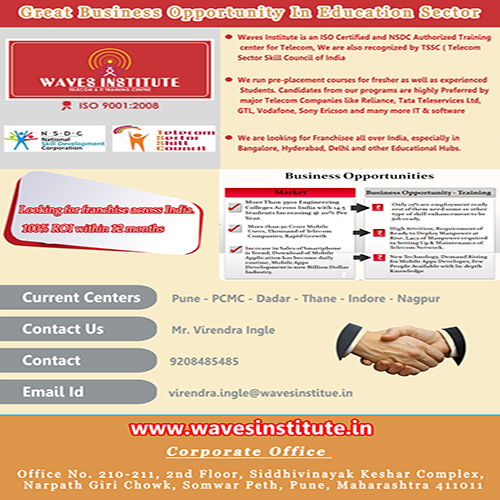 Great Business Opportunity In Education Sector
WAVES INSTITUTE
TELECOM & IT TRAINING CENTRE
ISO 9001:2008
N·S·D·C
National
Skill Development
Corporation
Telecom
Sector
Skill
Council
Waves Institute is an ISO Certified and NSDC Authorized Training
center for Telecom, We are also recognized by TSSC ( Telecom
Sector Skill Council of India
We run pre-placement courses for fresher as well as experienced
Students. Candidates from our programs are highly Preferred by
major Telecom Companies like Reliance, Tata Teleservices Ltd,
GTL, Vodafone, Sony Ericson and many more IT & software
We are looking for Franchisee all over India, especially in
Bangalore, Hyderabad, Delhi and other Educational Hubs.
Looking for franchise across India.
100% ROI within 12 months
Business Opportunities
Market
More Than 3900 Engineering
Colleges Across India with 14.5
Students Increasing @ 20% Per
Year.
More than 90 Crore Mobile
Users, Thousand of Telecom
Companies, Rapid Growth
Increase in Sales of Smartphone
is Broad, Download of Mobile
Application has become daily
routine, Mobile Apps
Development is now Billion Dollar
Industry.
Business Opportunity - Training
Only 20% are employment ready
rest of them need some or other
type of skill enhancement to be
job ready.
High Attrition, Requirement of
Ready to Deploy Manpower at
Rise, Lacs of Manpower required
in Setting Up & Maintenance of
Telecom Network.
New Technology, Demand Rising
for Mobile Apps Developer, few
People Available with In-depth
Knowledge
Current Centers Pune - PCMC - Dadar - Thane - Indore - Nagpur
Contact Us Mr. Virendra Ingle
Contact 9208485485
Email Id virendra.ingle@wavesinstitue.in
www.wavesinstitute.in
Corporate Office
Office No. 210-211, 2nd Floor, Siddhivinayak Keshar Complex,
Narpath Giri Chowk, Somwar Peth, Pune, Maharashtra 411011